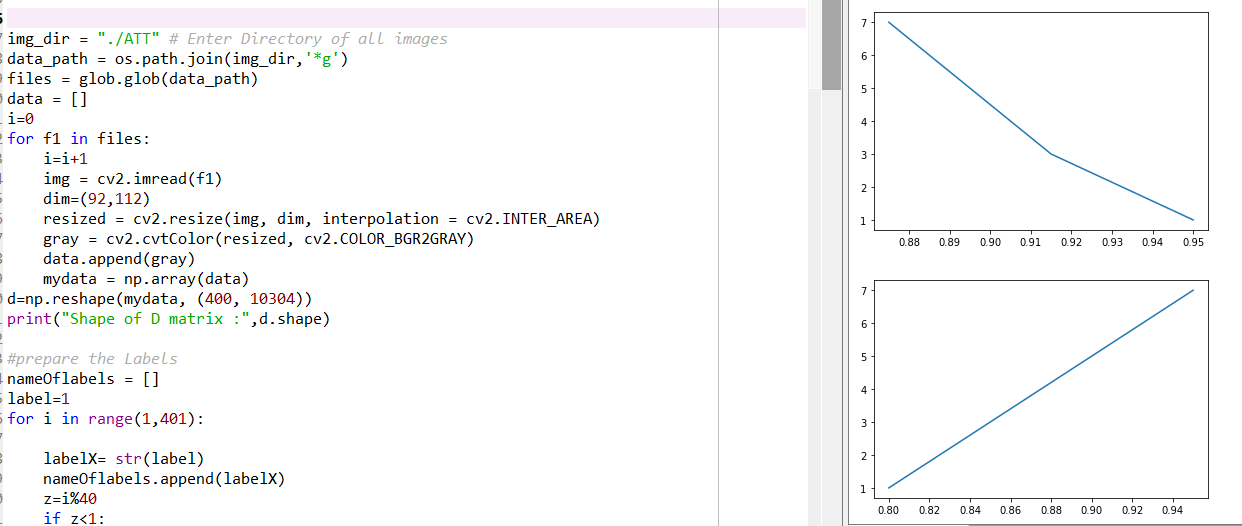 img_dir = "./ATT" # Enter Directory of all images
data_path = os.path.join(img_dir,'*g')
files = glob.glob(data_path)
data = []
i=0
for f1 in files:
    i=i+1
    img = cv2.imread(f1)
    dim=(92,112)
    resized = cv2.resize(img, dim, interpolation = cv2.INTER_AREA)
    gray = cv2.cvtColor(resized, cv2.COLOR_BGR2GRAY)
    data.append(gray)
    mydata = np.array(data)
d=np.reshape(mydata, (400, 10304))
print("Shape of D matrix :",d.shape)
#prepare the Labels
nameOflabels = []
label=1
for i in range(1,401):
    labelX= str(label)
    nameOflabels.append(labelX)
    z=i%40
    if z<1:
7
6
5
4
3
2
1
0.88 0.89 0.90 0.91 0.92 0.93 0.94 0.95
7
6
5
4
3
2
1
0.80 0.82 0.84 0.86 0.88 0.90 0.92 0.94